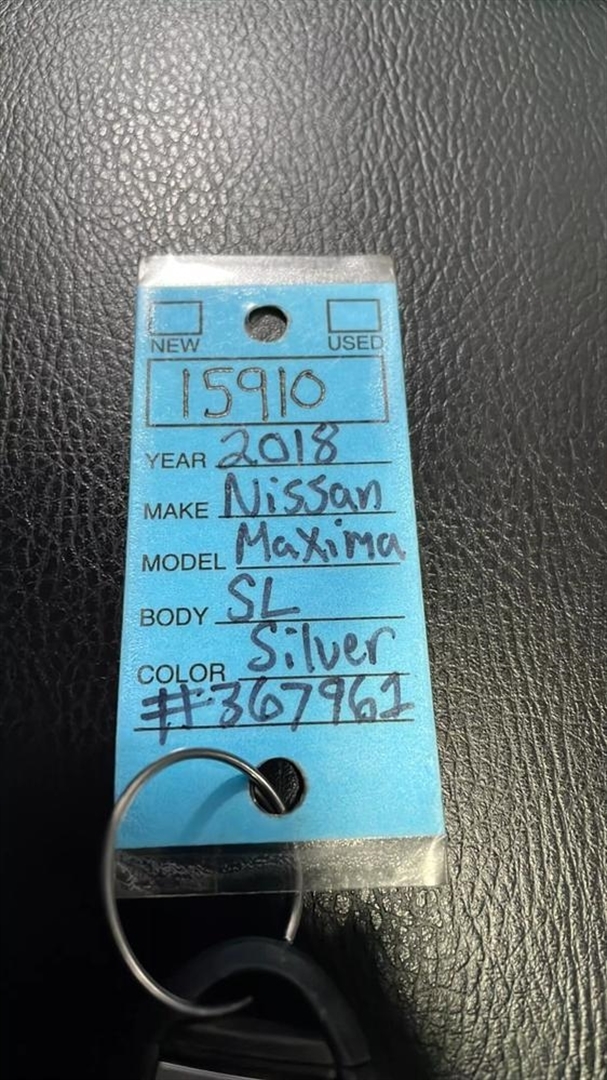 NEW USED
15910
YEAR 2018
MAKE Nissan
MODEL Maxima
BODY SL
COLOR Silver
#367961